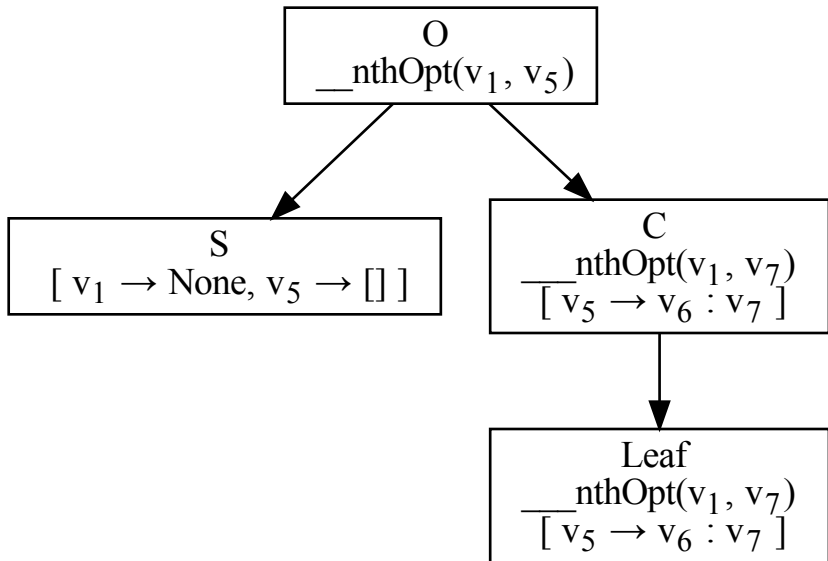 O
__nthOpt(v₁, v₅)
S
[ v₁ → None, v₅ → [] ]
C
___nthOpt(v₁, v₇)
[ v₅ → v₆ : v₇ ]
Leaf
___nthOpt(v₁, v₇)
[ v₅ → v₆ : v₇ ]